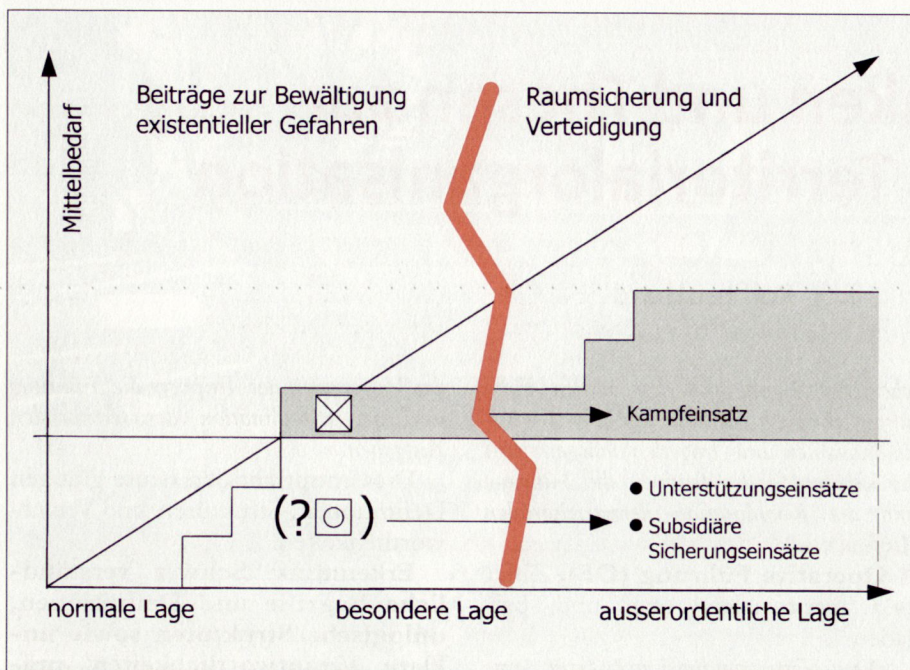 Mittelbedarf
Beiträge zur Bewältigung
existentieller Gefahren
Raumsicherung und
Verteidigung
Kampfeinsatz
(?)
Unterstützungseinsätze
Subsidiäre
Sicherungseinsätze
normale Lage
besondere Lage
ausserordentliche Lage